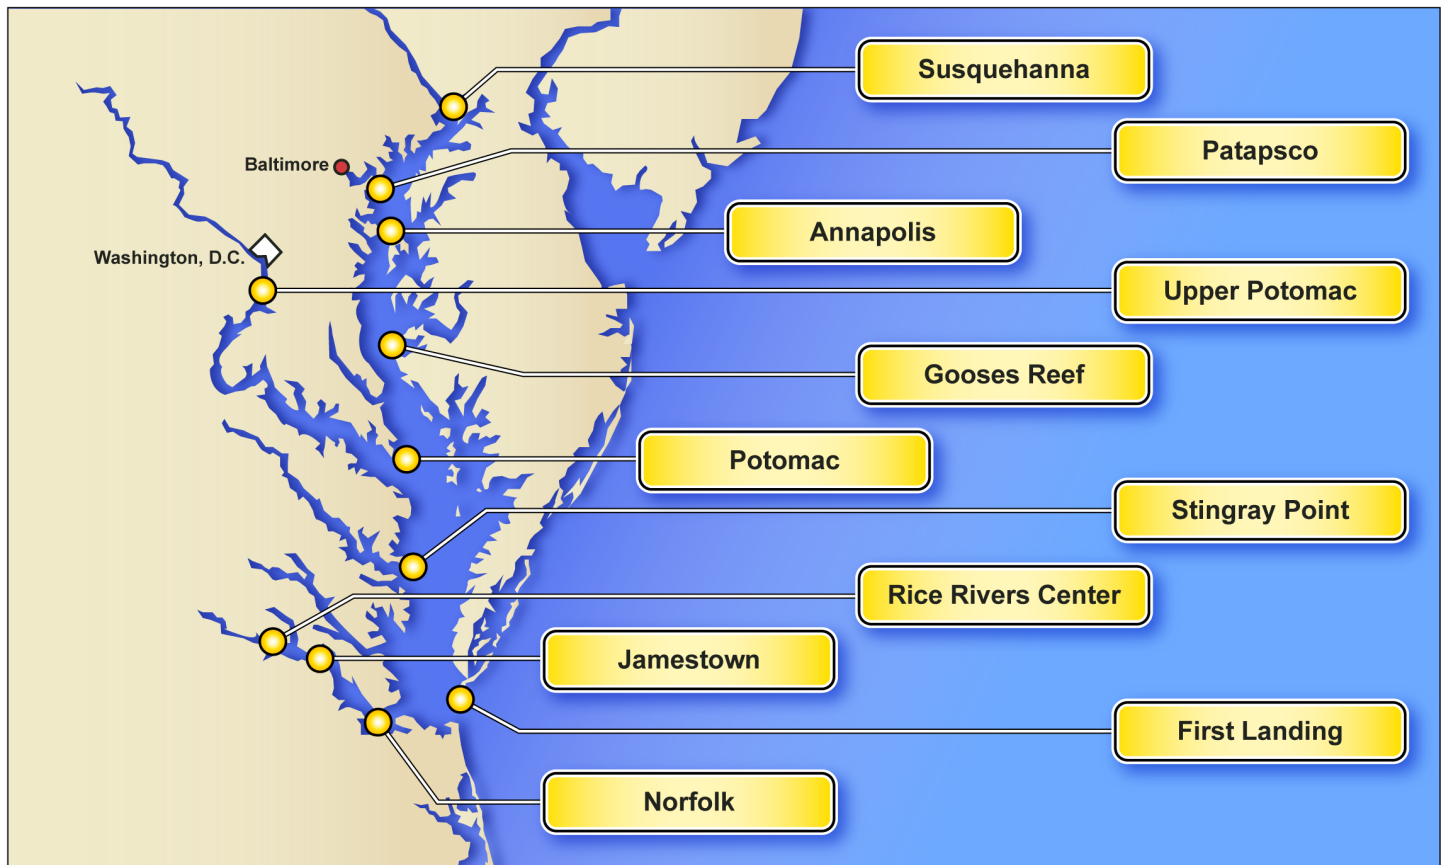 Susquehanna
Patapsco
Baltimore
Annapolis
Washington, D.C.
Upper Potomac
Gooses Reef
Potomac
Stingray Point
Rice Rivers Center
Jamestown
First Landing
Norfolk